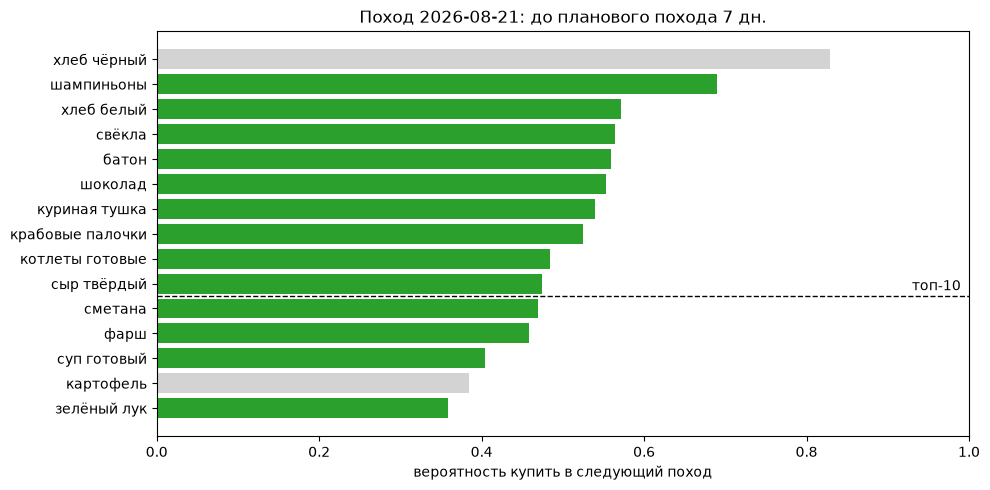 Поход 2026-08-21: до планового похода 7 дн.
хлеб чёрный
шампиньоны
хлеб белый
свёкла
батон
шоколад
куриная тушка
крабовые палочки
котлеты готовые
сыр твёрдый
топ-10
сметана
фарш
суп готовый
картофель
зелёный лук
0.0 0.2 0.4 0.6 0.8 1.0
вероятность купить в следующий поход